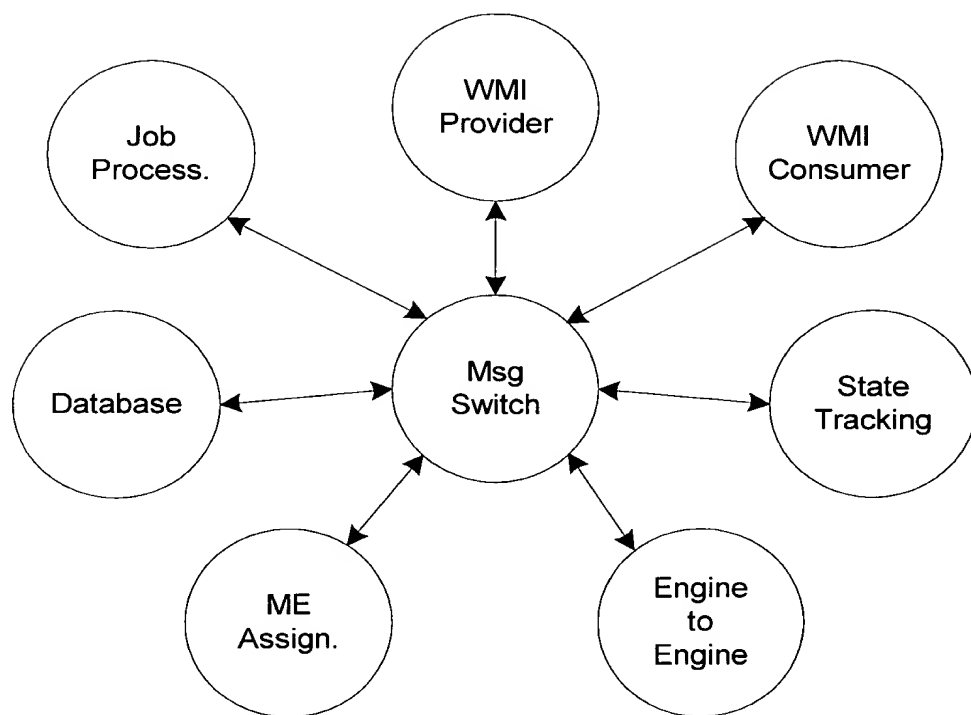 WMI
Provider
Job
Process.
WMI
Consumer
Msg
Switch
Database
State
Tracking
ME
Assign.
Engine
to
Engine